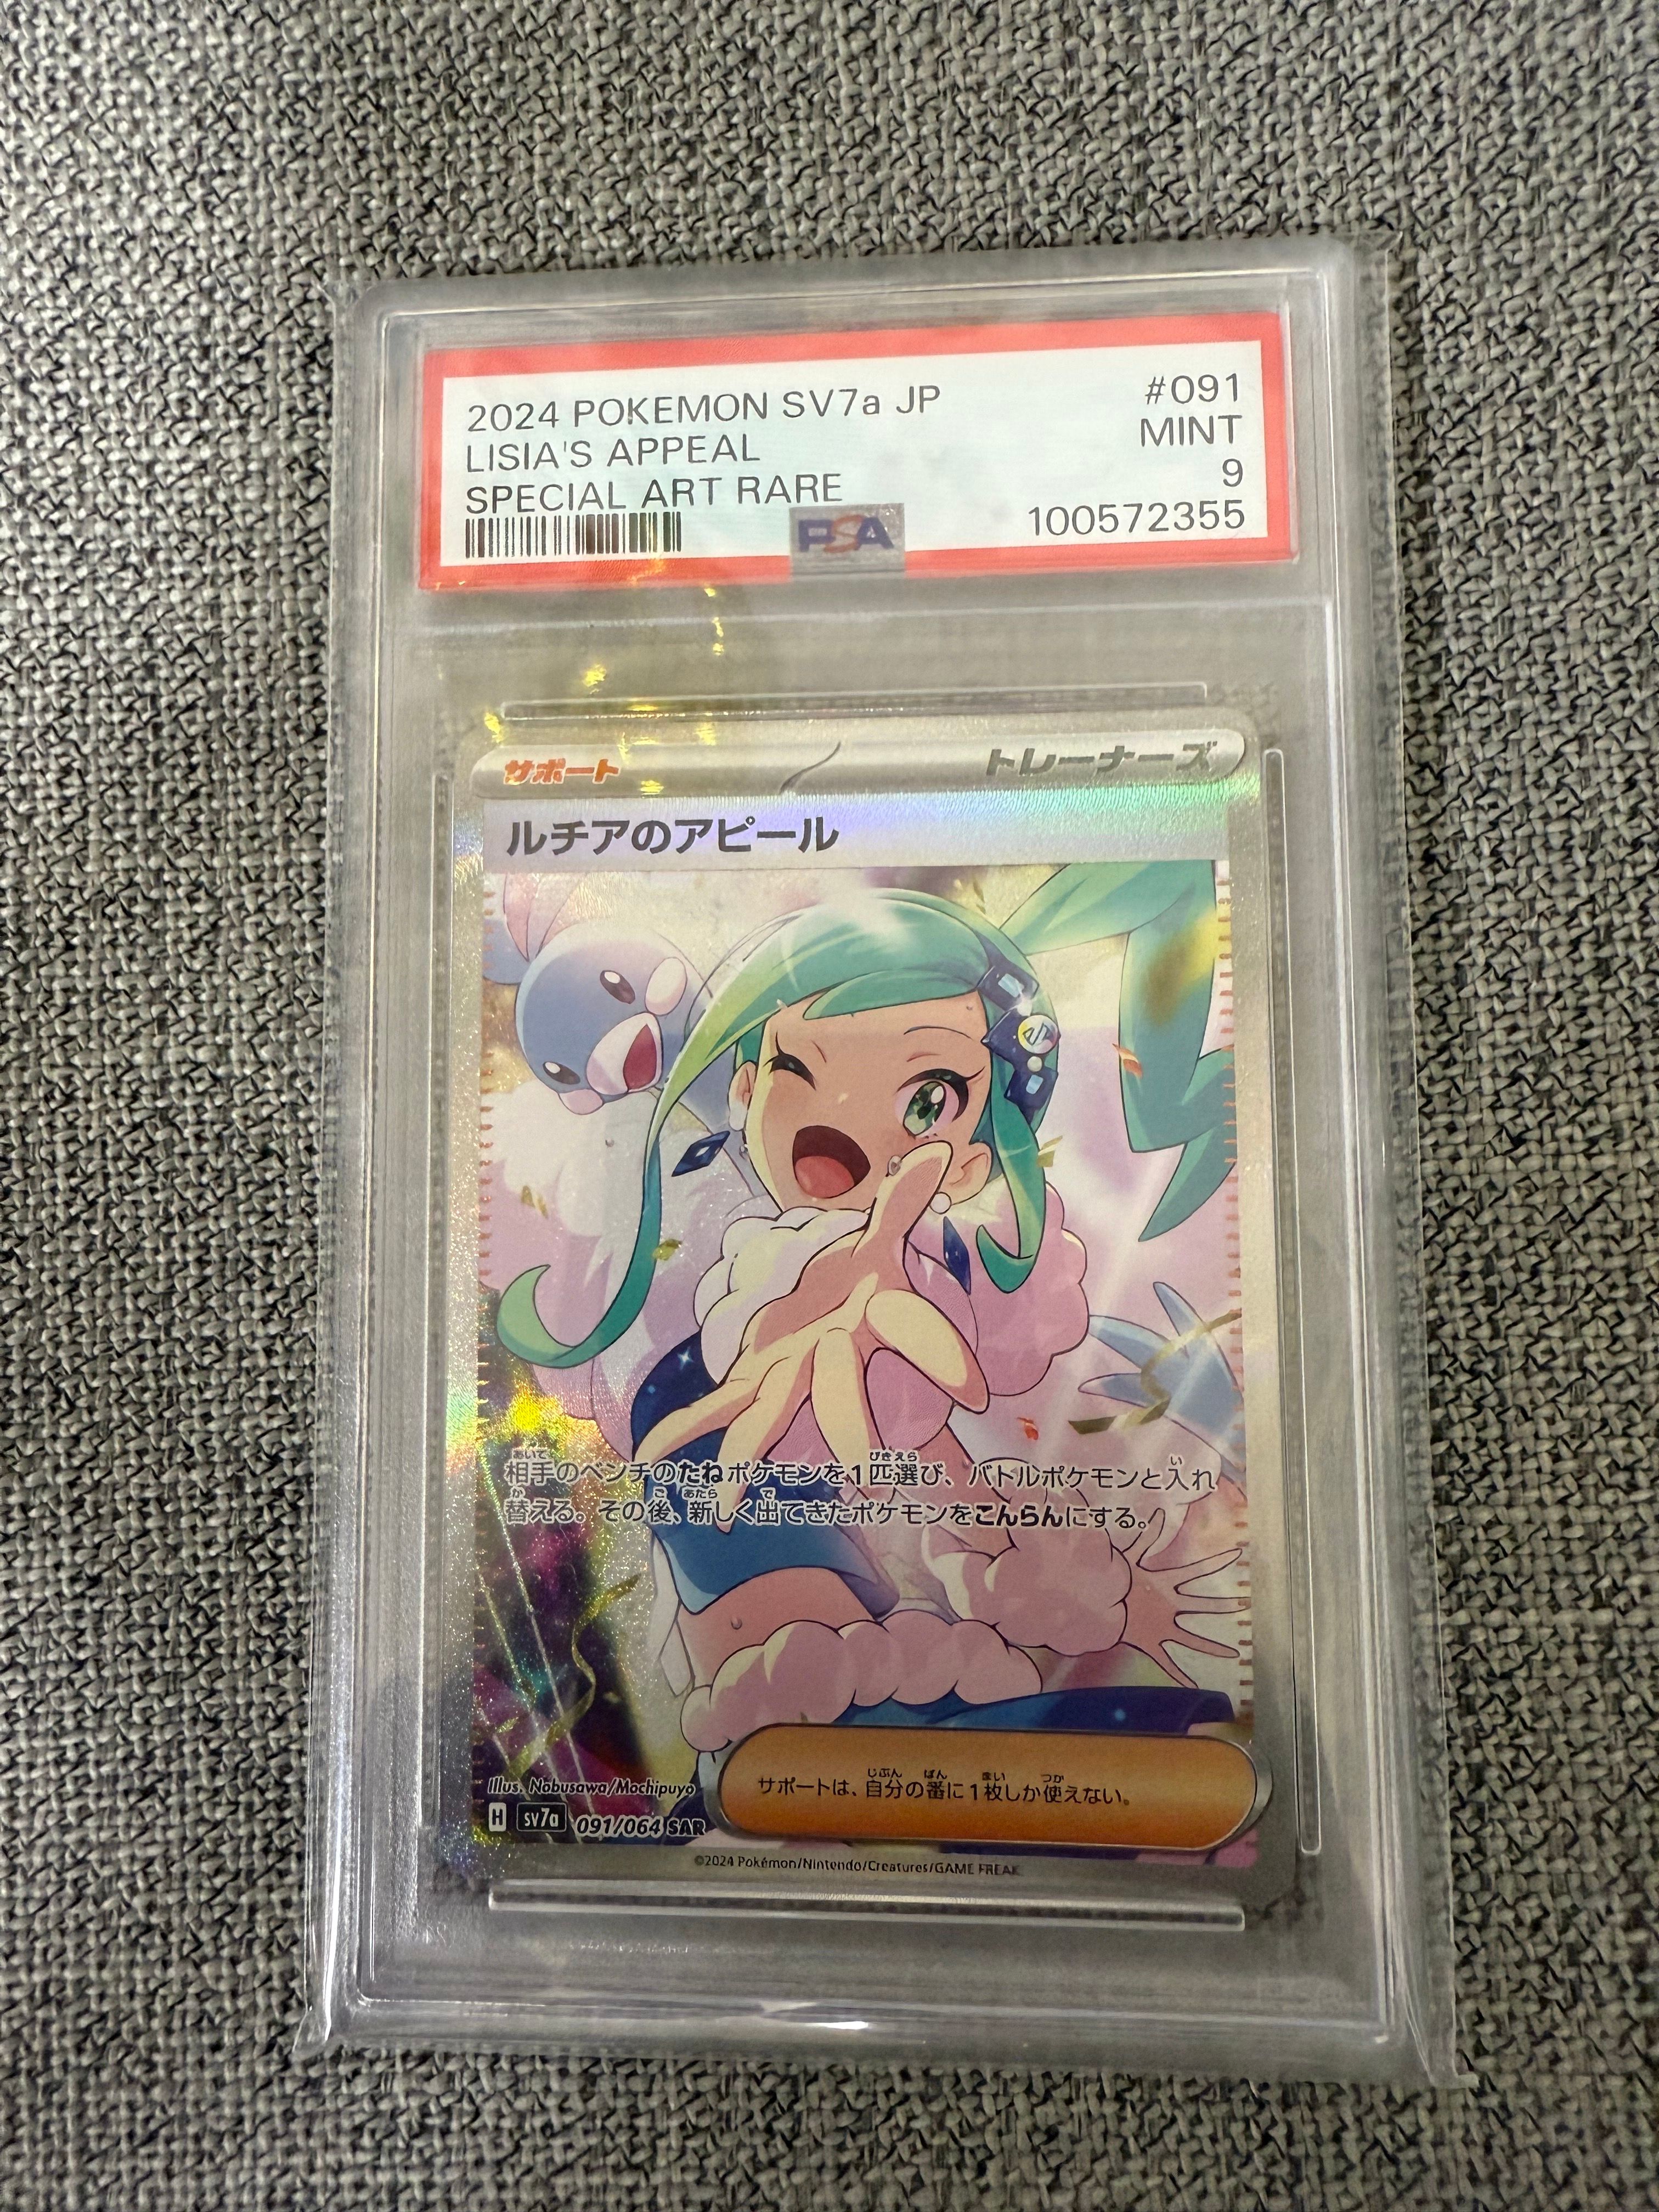 2024 POKEMON SV7a JP #091
LISIA'S APPEAL MINT
SPECIAL ART RARE 9
PSA 100572355
サポート トレーナーズ
ルチアのアピール
相手のベンチのたねポケモンを1匹選び、バトルポケモンと入れ
替える。その後、新しく出てきたポケモンをこんらんにする。
サポートは、自分の番に1枚しか使えない。
Illus. Nobusawa/Mochipuyo
H sv7a 091/064 SAR
©2024 Pokémon/Nintendo/Creatures/GAME FREAK